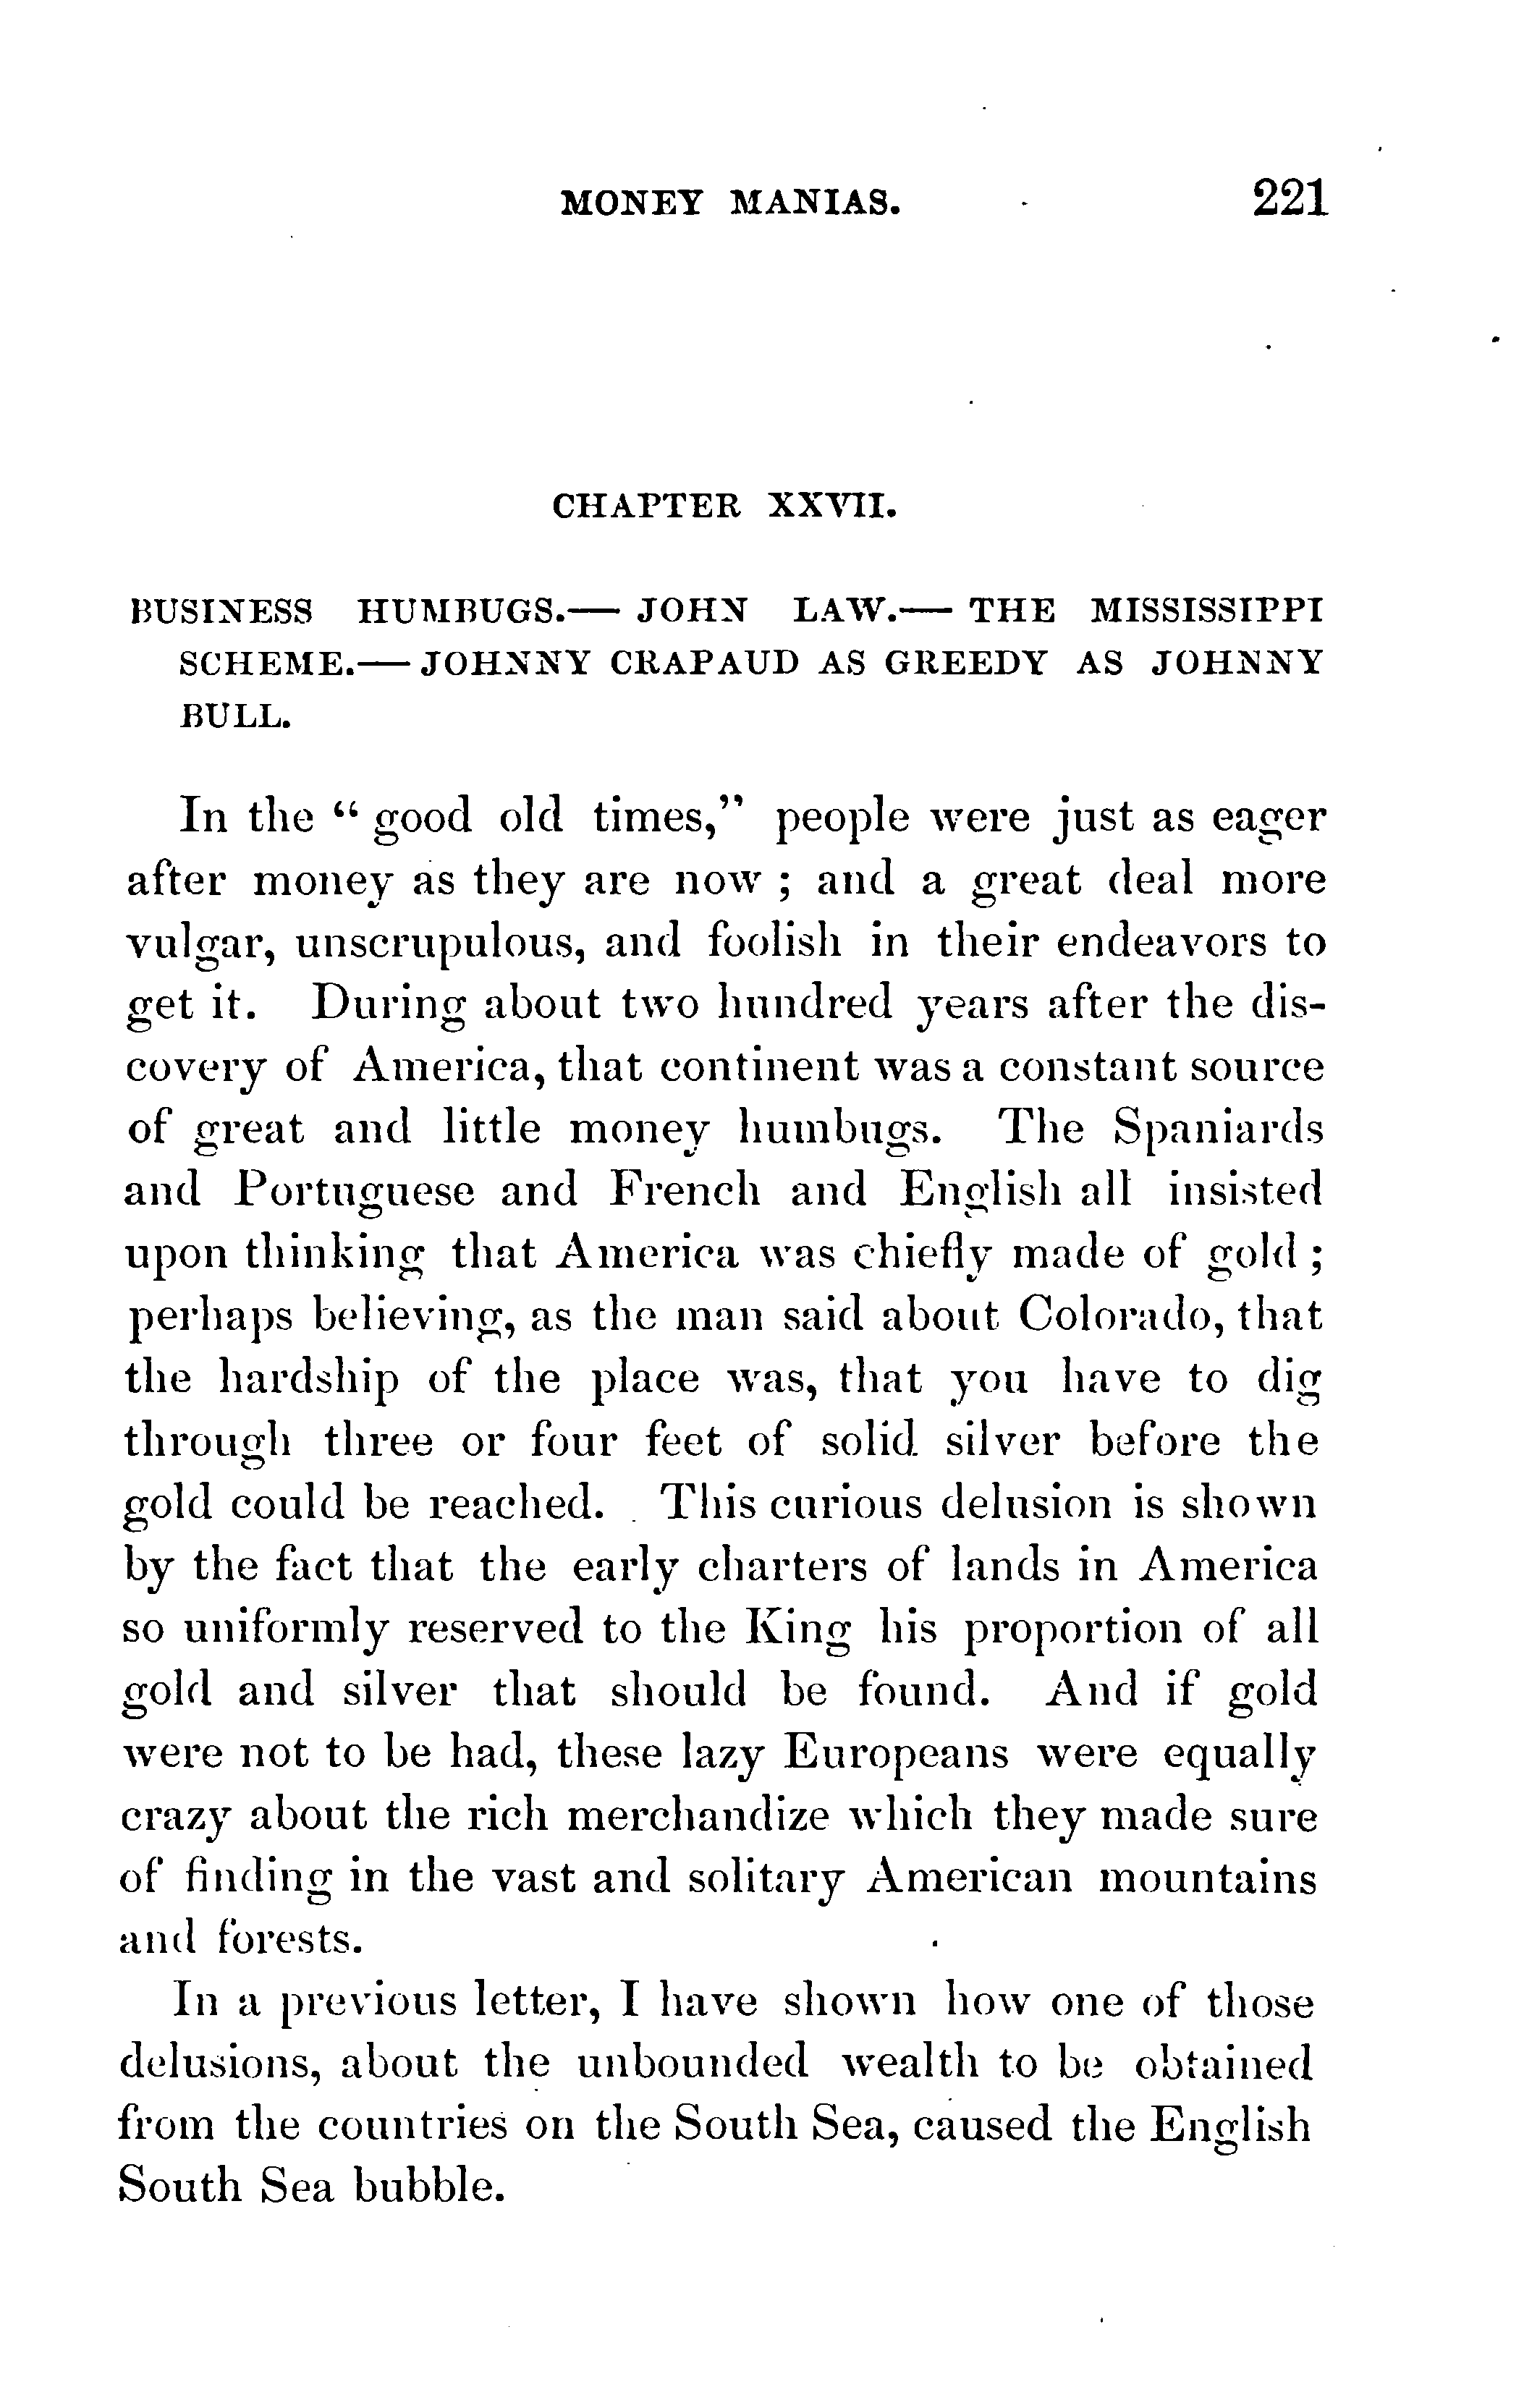 MONEY MANIAS. 221
CHAPTER XXVII.
BUSINESS HUMBUGS.— JOHN LAW.— THE MISSISSIPPI
SCHEME.— JOHNNY CRAPAUD AS GREEDY AS JOHNNY
BULL.
In the " good old times," people were just as eager
after money as they are now ; and a great deal more
vulgar, unscrupulous, and foolish in their endeavors to
get it. During about two hundred years after the dis-
covery of America, that continent was a constant source
of great and little money humbugs. The Spaniards
and Portuguese and French and English all insisted
upon thinking that America was chiefly made of gold ;
perhaps believing, as the man said about Colorado, that
the hardship of the place was, that you have to dig
through three or four feet of solid silver before the
gold could be reached. This curious delusion is shown
by the fact that the early charters of lands in America
so uniformly reserved to the King his proportion of all
gold and silver that should be found. And if gold
were not to be had, these lazy Europeans were equally
crazy about the rich merchandize which they made sure
of finding in the vast and solitary American mountains
and forests.
In a previous letter, I have shown how one of those
delusions, about the unbounded wealth to be obtained
from the countries on the South Sea, caused the English
South Sea bubble.